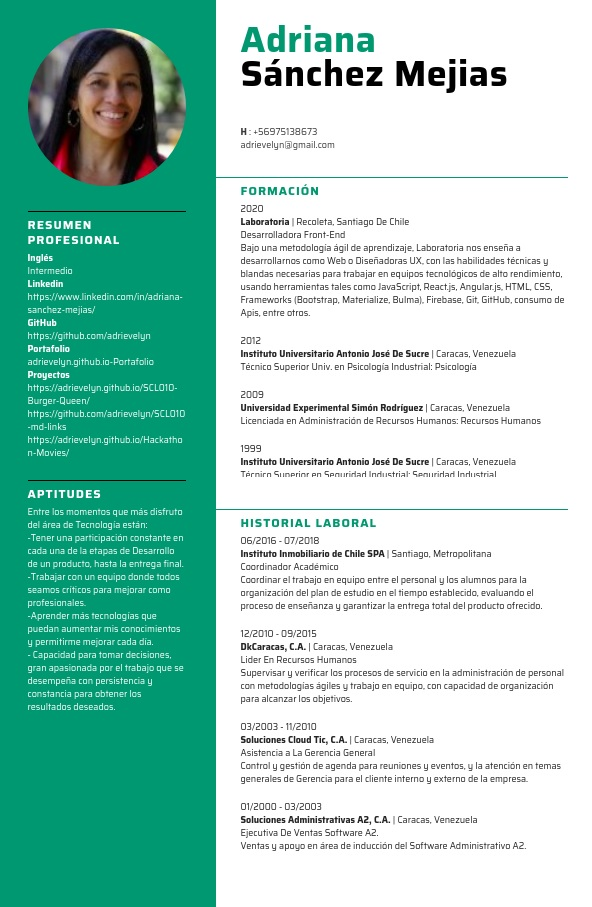 Adriana
Sánchez Mejias
H : +56975138673
adrievelyn@gmail.com
RESUMEN
PROFESIONAL
Inglés
Intermedio
Linkedin
https://www.linkedin.com/in/adriana-
sanchez-mejias/
GitHub
https://github.com/adrievelyn
Portafolio
adrievelyn.github.io-Portafolio
Proyectos
https://adrievelyn.github.io/SCL010-
Burger-Queen/
https://github.com/adrievelyn/SCL010
-md-links
https://adrievelyn.github.io/Hackatho
n-Movies/
APTITUDES
Entre los momentos que más disfruto
del área de Tecnología están:
-Tener una participación constante en
cada una de la etapas de Desarrollo
de un producto, hasta la entrega final.
-Trabajar con un equipo donde todos
seamos críticos para mejorar como
profesionales.
-Aprender más tecnologías que
puedan aumentar mis conocimientos
y permitirme mejorar cada día.
- Capacidad para tomar decisiones,
gran apasionada por el trabajo que se
desempeña con persistencia y
constancia para obtener los
resultados deseados.
FORMACIÓN
2020
Laboratoria | Recoleta, Santiago De Chile
Desarrolladora Front-End
Bajo una metodología ágil de aprendizaje, Laboratoria nos enseña a
desarrollarnos como Web o Diseñadoras UX, con las habilidades técnicas y
blandas necesarias para trabajar en equipos tecnológicos de alto rendimiento,
usando herramientas tales como JavaScript, React.js, Angular.js, HTML, CSS,
Frameworks (Bootstrap, Materialize, Bulma), Firebase, Git, GitHub, consumo de
Apis, entre otros.
2012
Instituto Universitario Antonio José De Sucre | Caracas, Venezuela
Técnico Superior Univ. en Psicología Industrial: Psicología
2009
Universidad Experimental Simón Rodríguez | Caracas, Venezuela
Licenciada en Administración de Recursos Humanos: Recursos Humanos
1999
Instituto Universitario Antonio José De Sucre | Caracas, Venezuela
Técnico Superior en Seguridad Industrial: Seguridad Industrial
HISTORIAL LABORAL
06/2016 - 07/2018
Instituto Inmobiliario de Chile SPA | Santiago, Metropolitana
Coordinador Académico
Coordinar el trabajo en equipo entre el personal y los alumnos para la
organización del plan de estudio en el tiempo establecido, evaluando el
proceso de enseñanza y garantizar la entrega total del producto ofrecido.
12/2010 - 09/2015
DkCaracas, C.A. | Caracas, Venezuela
Lider En Recursos Humanos
Supervisar y verificar los procesos de servicio en la administración de personal
con metodologías ágiles y trabajo en equipo, con capacidad de organización
para alcanzar los objetivos.
03/2003 - 11/2010
Soluciones Cloud Tic, C.A. | Caracas, Venezuela
Asistencia a La Gerencia General
Control y gestión de agenda para reuniones y eventos, y la atención en temas
generales de Gerencia para el cliente interno y externo de la empresa.
01/2000 - 03/2003
Soluciones Administrativas A2, C.A. | Caracas, Venezuela
Ejecutiva De Ventas Software A2.
Ventas y apoyo en área de inducción del Software Administrativo A2.